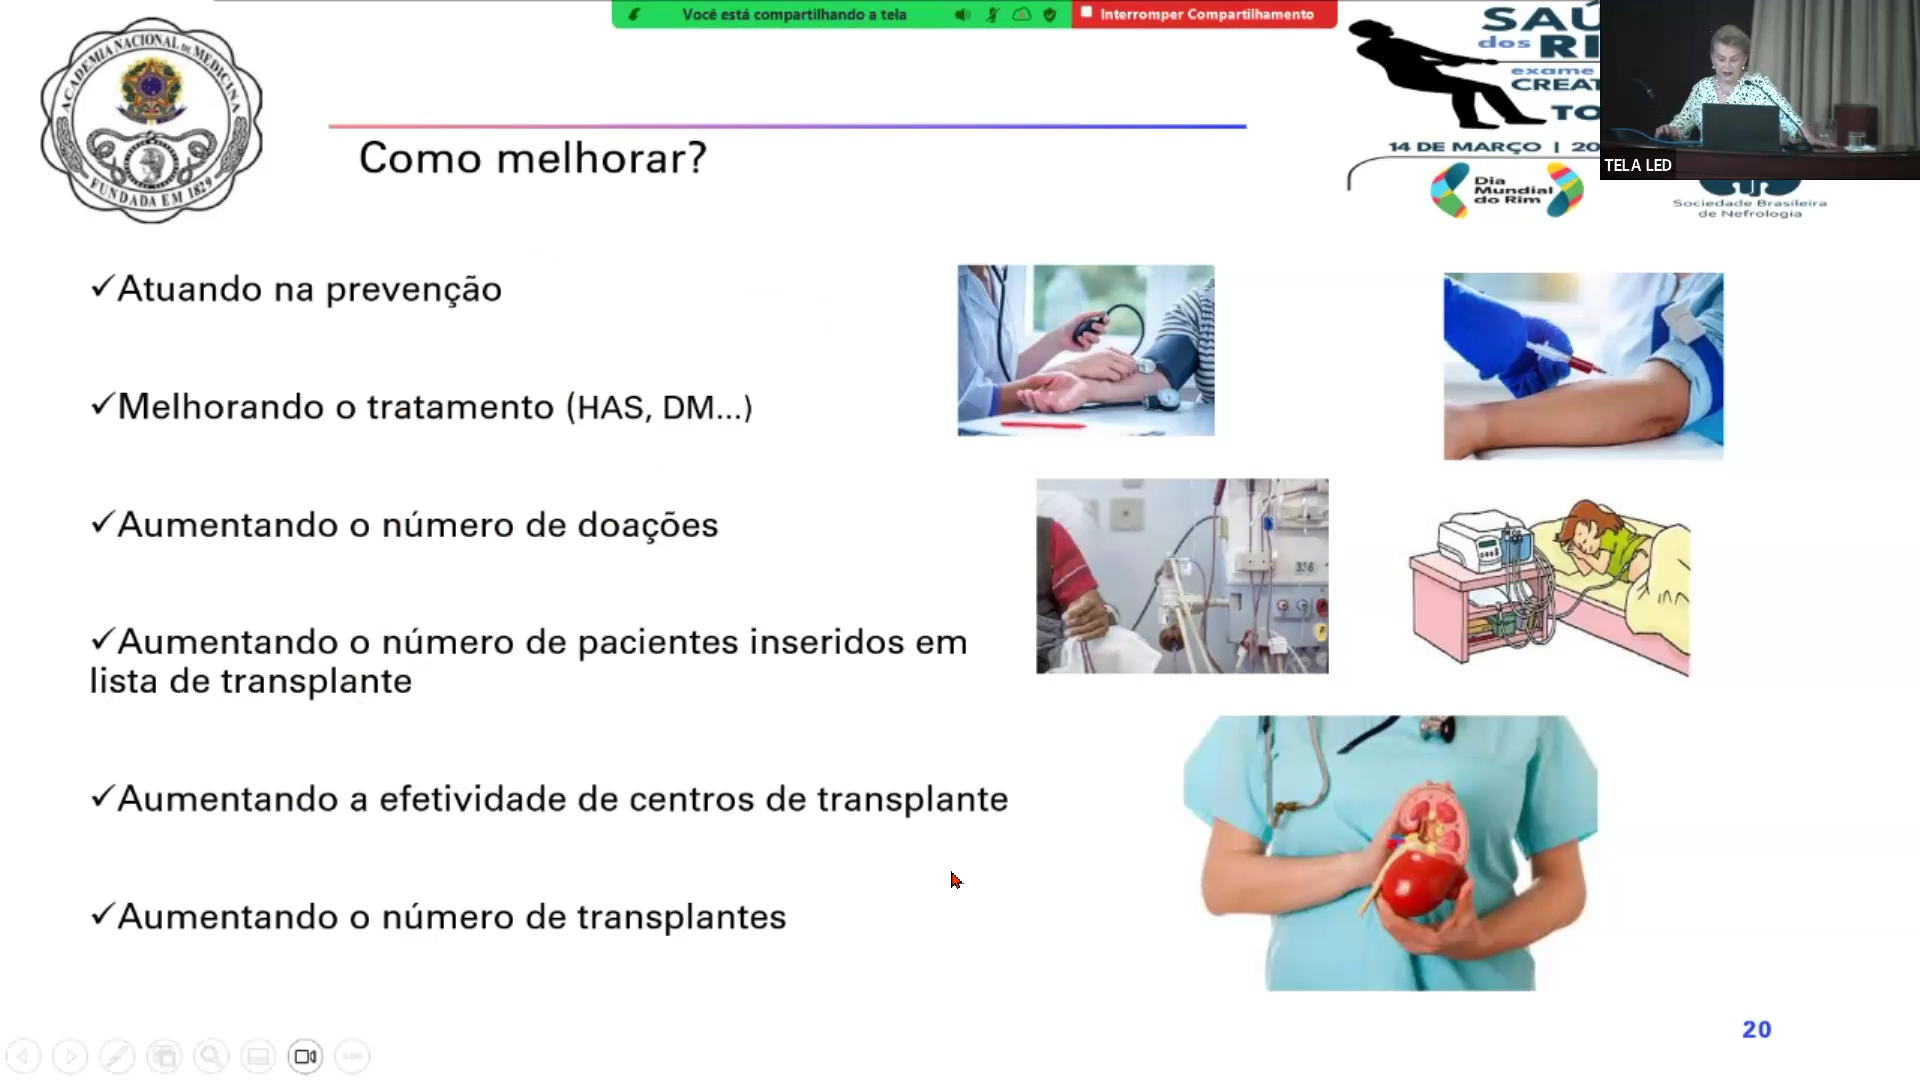 Você está compartilhando a tela
Interromper Compartilhamento
ACADEMIA NACIONAL DE MEDICINA
FUNDADA EM 1829
SAÚ
dos RI
exame
CREAT
TO
14 DE MARÇO | 20
Dia
Mundial
do Rim
TELA LED
Sociedade Brasileira
de Nefrologia
Como melhorar?
✓Atuando na prevenção
✓Melhorando o tratamento (HAS, DM...)
✓Aumentando o número de doações
✓Aumentando o número de pacientes inseridos em
lista de transplante
✓Aumentando a efetividade de centros de transplante
✓Aumentando o número de transplantes
336
20